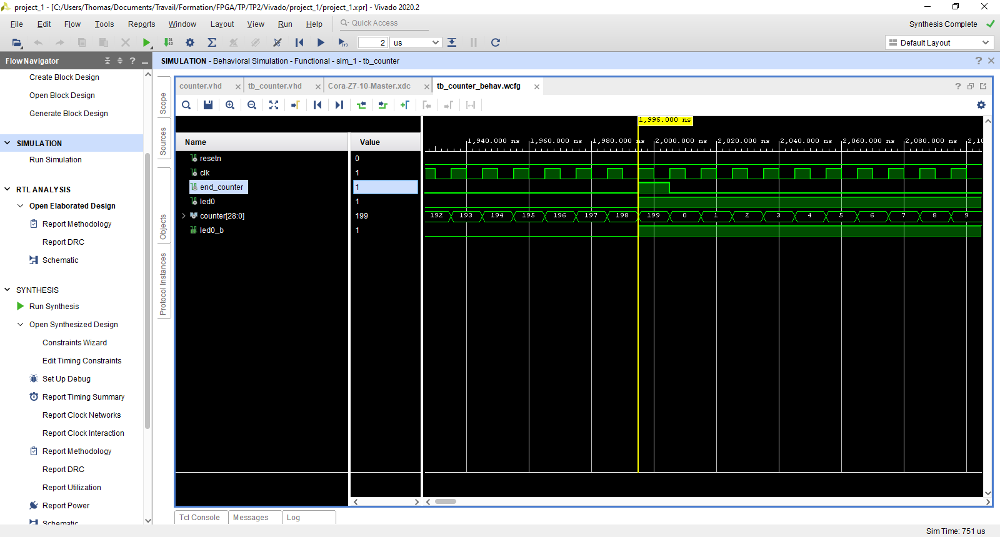 project_1 - [C:/Users/Thomas/Documents/Travail/Formation/FPGA/TP/TP2/Vivado/project_1/project_1.xpr] - Vivado 2020.2
File Edit Flow Tools Reports Window Layout View Run Help Quick Access Synthesis Complete
2 us Default Layout
Flow Navigator
SIMULATION - Behavioral Simulation - Functional - sim_1 - tb_counter
Create Block Design
Open Block Design
Generate Block Design
SIMULATION
Run Simulation
RTL ANALYSIS
Open Elaborated Design
Report Methodology
Report DRC
Schematic
SYNTHESIS
Run Synthesis
Open Synthesized Design
Constraints Wizard
Edit Timing Constraints
Set Up Debug
Report Timing Summary
Report Clock Networks
Report Clock Interaction
Report Methodology
Report DRC
Report Utilization
Report Power
Schematic
Scope
Sources
Objects
Protocol Instances
counter.vhd tb_counter.vhd Cora-Z7-10-Master.xdc tb_counter_behav.wcfg
1,995.000 ns
Name Value
1,940.000 ns 1,960.000 ns 1,980.000 ns 2,000.000 ns 2,020.000 ns 2,040.000 ns 2,060.000 ns 2,080.000 ns 2,10
resetn 0
clk 1
end_counter 1
led0 1
counter[28:0] 199 192 193 194 195 196 197 198 199 0 1 2 3 4 5 6 7 8 9
led0_b 1
Tcl Console Messages Log
Sim Time: 751 us